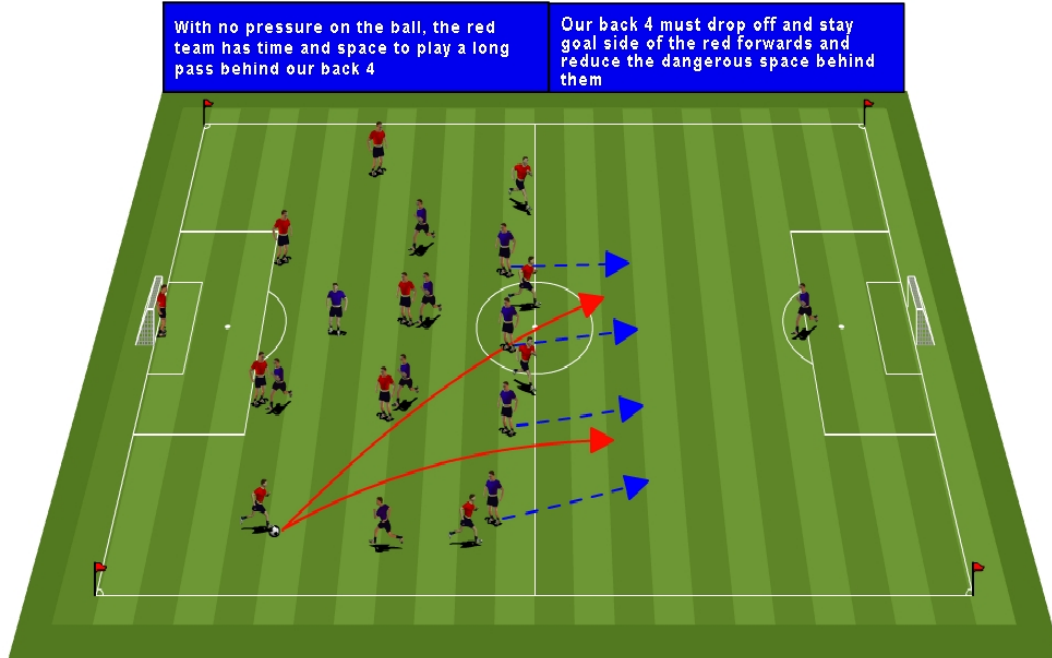 With no pressure on the ball, the red
team has time and space to play a long
pass behind our back 4
Our back 4 must drop off and stay
goal side of the red forwards and
reduce the dangerous space behind
them